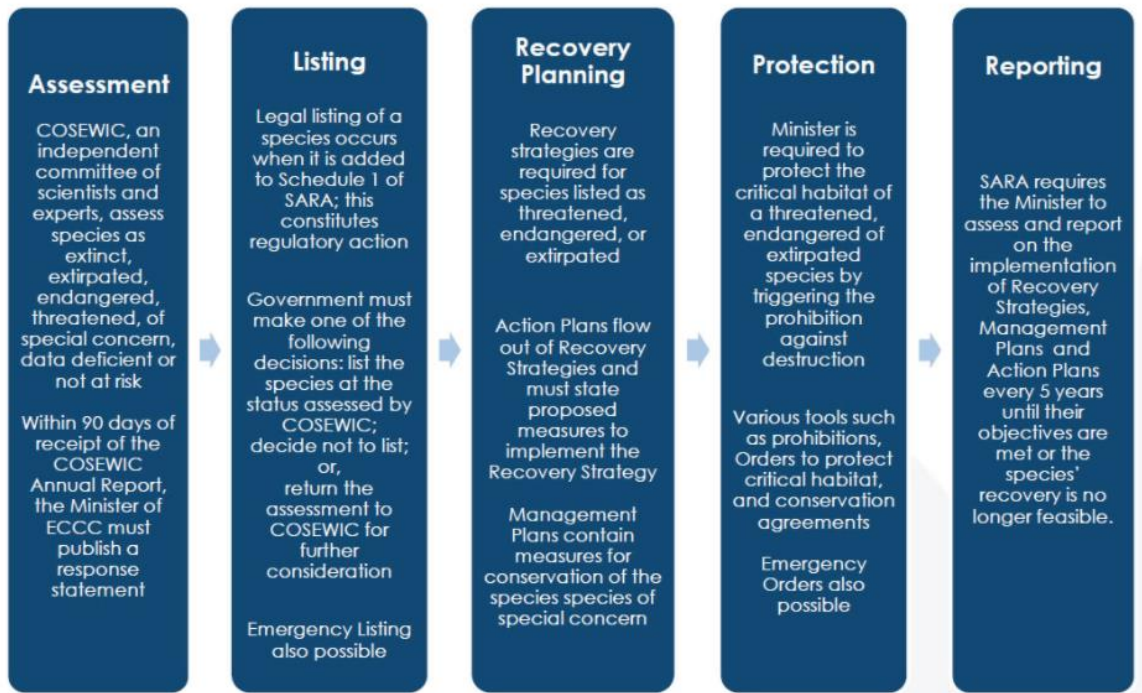 Assessment
COSEWIC, an
independent
committee of
scientists and
experts, assess
species as
extinct,
extirpated,
endangered,
threatened, of
special concern,
data deficient or
not at risk
Within 90 days of
receipt of the
COSEWIC
Annual Report,
the Minister of
ECCC must
publish a
response
statement
Listing
Legal listing of a
species occurs
when it is added
to Schedule 1 of
SARA; this
constitutes
regulatory action
Government must
make one of the
following
decisions: list the
species at the
status assessed by
COSEWIC;
decide not to list;
or,
return the
assessment to
COSEWIC for
further
consideration
Emergency Listing
also possible
Recovery
Planning
Recovery
strategies are
required for
species listed as
threatened,
endangered, or
extirpated
Action Plans flow
out of Recovery
Strategies and
must state
proposed
measures to
implement the
Recovery Strategy
Management
Plans contain
measures for
conservation of the
species species of
special concern
Protection
Minister is
required to
protect the
critical habitat of
a threatened,
endangered of
extirpated
species by
triggering the
prohibition
against
destruction
Various tools such
as prohibitions,
Orders to protect
critical habitat,
and conservation
agreements
Emergency
Orders also
possible
Reporting
SARA requires
the Minister to
assess and report
on the
implementation
of Recovery
Strategies,
Management
Plans and
Action Plans
every 5 years
until their
objectives are
met or the
species'
recovery is no
longer feasible.